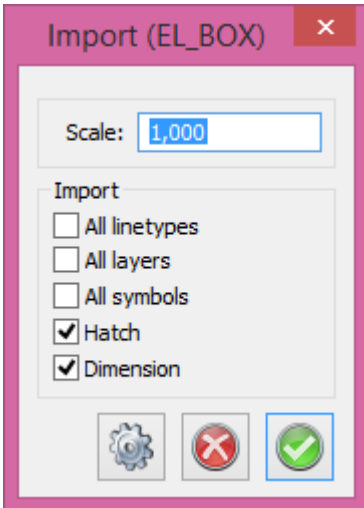 Import (EL_BOX)
Scale: 1,000
Import
All linetypes
All layers
All symbols
Hatch
Dimension